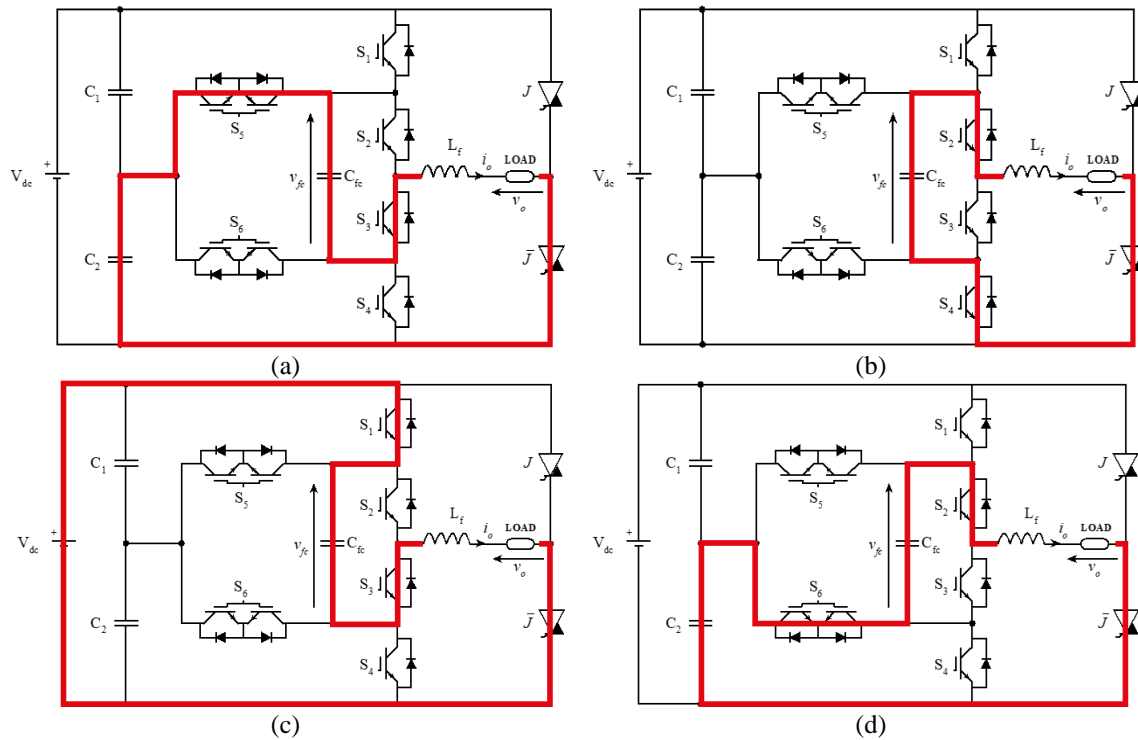 S1
C1
J
S5
S2
Lf
io
LOAD
+
Vdc
vfc
Cfc
vo
S3
S6
C2
J̄
S4
(a)
S1
C1
J
S5
S2
Lf
io
LOAD
+
Vdc
vfc
Cfc
vo
S3
S6
C2
J̄
S4
(b)
S1
C1
J
S5
S2
Lf
io
LOAD
+
Vdc
vfc
Cfc
vo
S3
S6
C2
J̄
S4
(c)
S1
C1
J
S5
S2
Lf
io
LOAD
+
Vdc
vfc
Cfc
vo
S3
S6
C2
J̄
S4
(d)